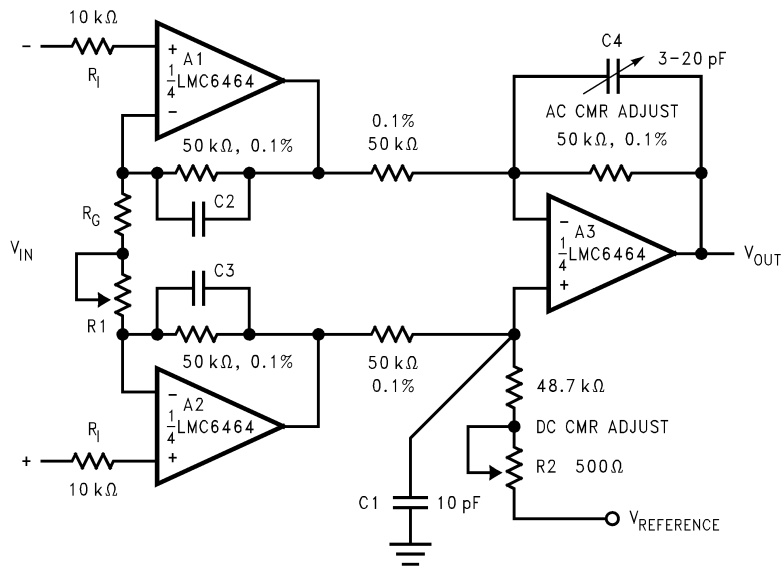 10 kΩ
−
R_I
+
A1
1/4 LMC6464
−
50 kΩ, 0.1%
C2
0.1%
50 kΩ
C4
3-20 pF
AC CMR ADJUST
50 kΩ, 0.1%
R_G
V_IN
R1
C3
50 kΩ, 0.1%
−
A3
1/4 LMC6464
+
V_OUT
50 kΩ
0.1%
−
A2
1/4 LMC6464
+
R_I
+
10 kΩ
48.7 kΩ
DC CMR ADJUST
R2 500Ω
C1
10 pF
V_REFERENCE